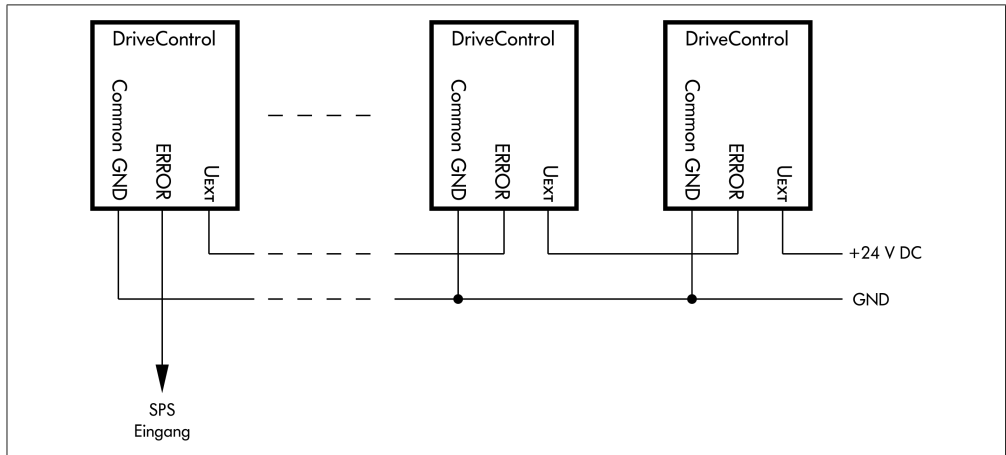 DriveControl
Common GND
ERROR
UEXT
DriveControl
Common GND
ERROR
UEXT
DriveControl
Common GND
ERROR
UEXT
+24 V DC
GND
SPS
Eingang